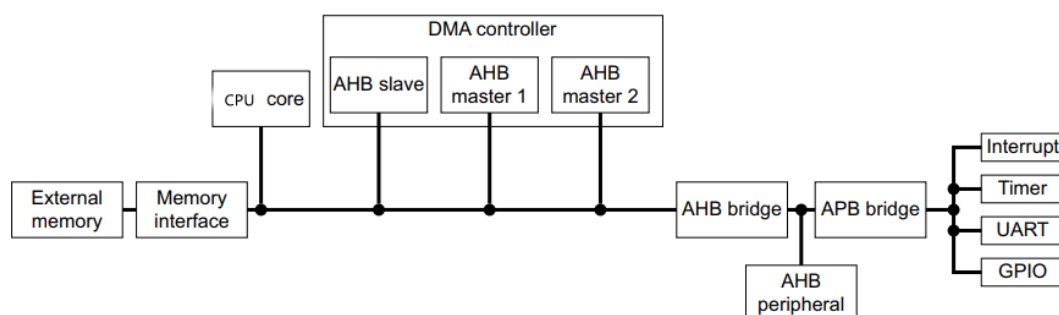 DMA controller
CPU core
AHB slave
AHB
master 1
AHB
master 2
External
memory
Memory
interface
AHB bridge
APB bridge
AHB
peripheral
Interrupt
Timer
UART
GPIO